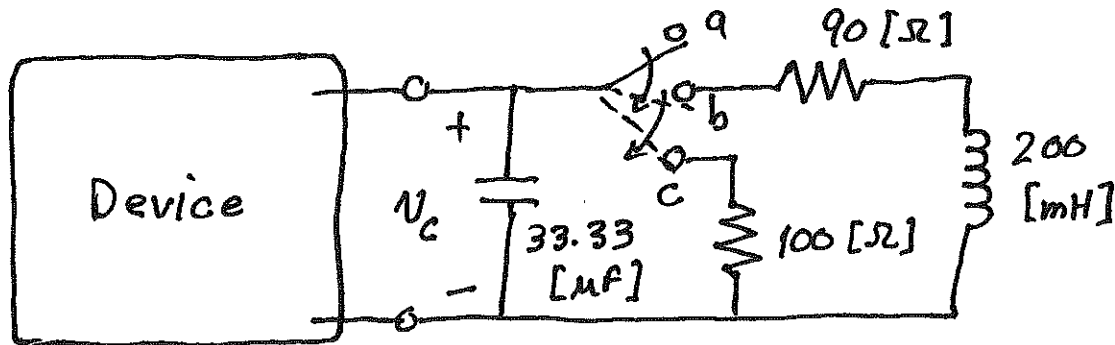 a
90 [Ω]
+
b
Device
V_c
c
200
[mH]
33.33
[μF]
100 [Ω]
−